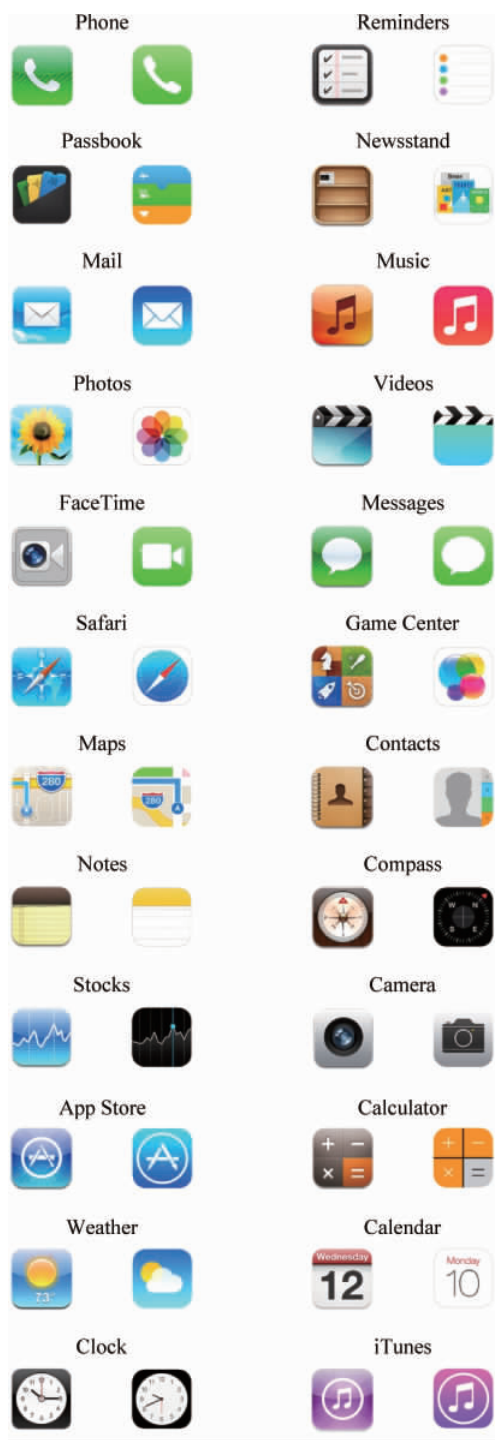 Phone
Reminders
Passbook
Newsstand
Mail
Music
Photos
Videos
FaceTime
Messages
Safari
Game Center
Maps
280
280
Contacts
Notes
Compass
W N
S E
Stocks
Camera
App Store
Calculator
+ −
× =
+ −
× =
Weather
73°
Calendar
Wednesday
12
Monday
10
Clock
iTunes